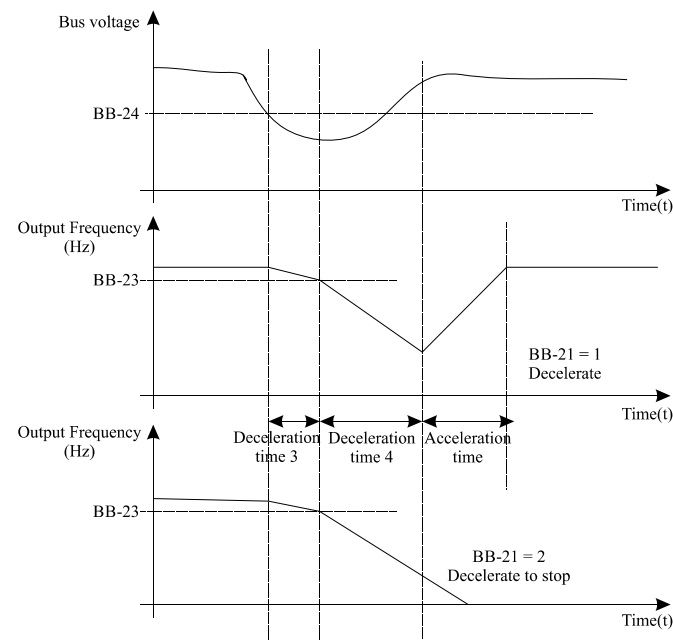 Bus voltage
BB-24
Time(t)
Output Frequency
(Hz)
BB-23
BB-21 = 1
Decelerate
Time(t)
Output Frequency
(Hz)
Deceleration
time 3
Deceleration
time 4
Acceleration
time
BB-23
BB-21 = 2
Decelerate to stop
Time(t)